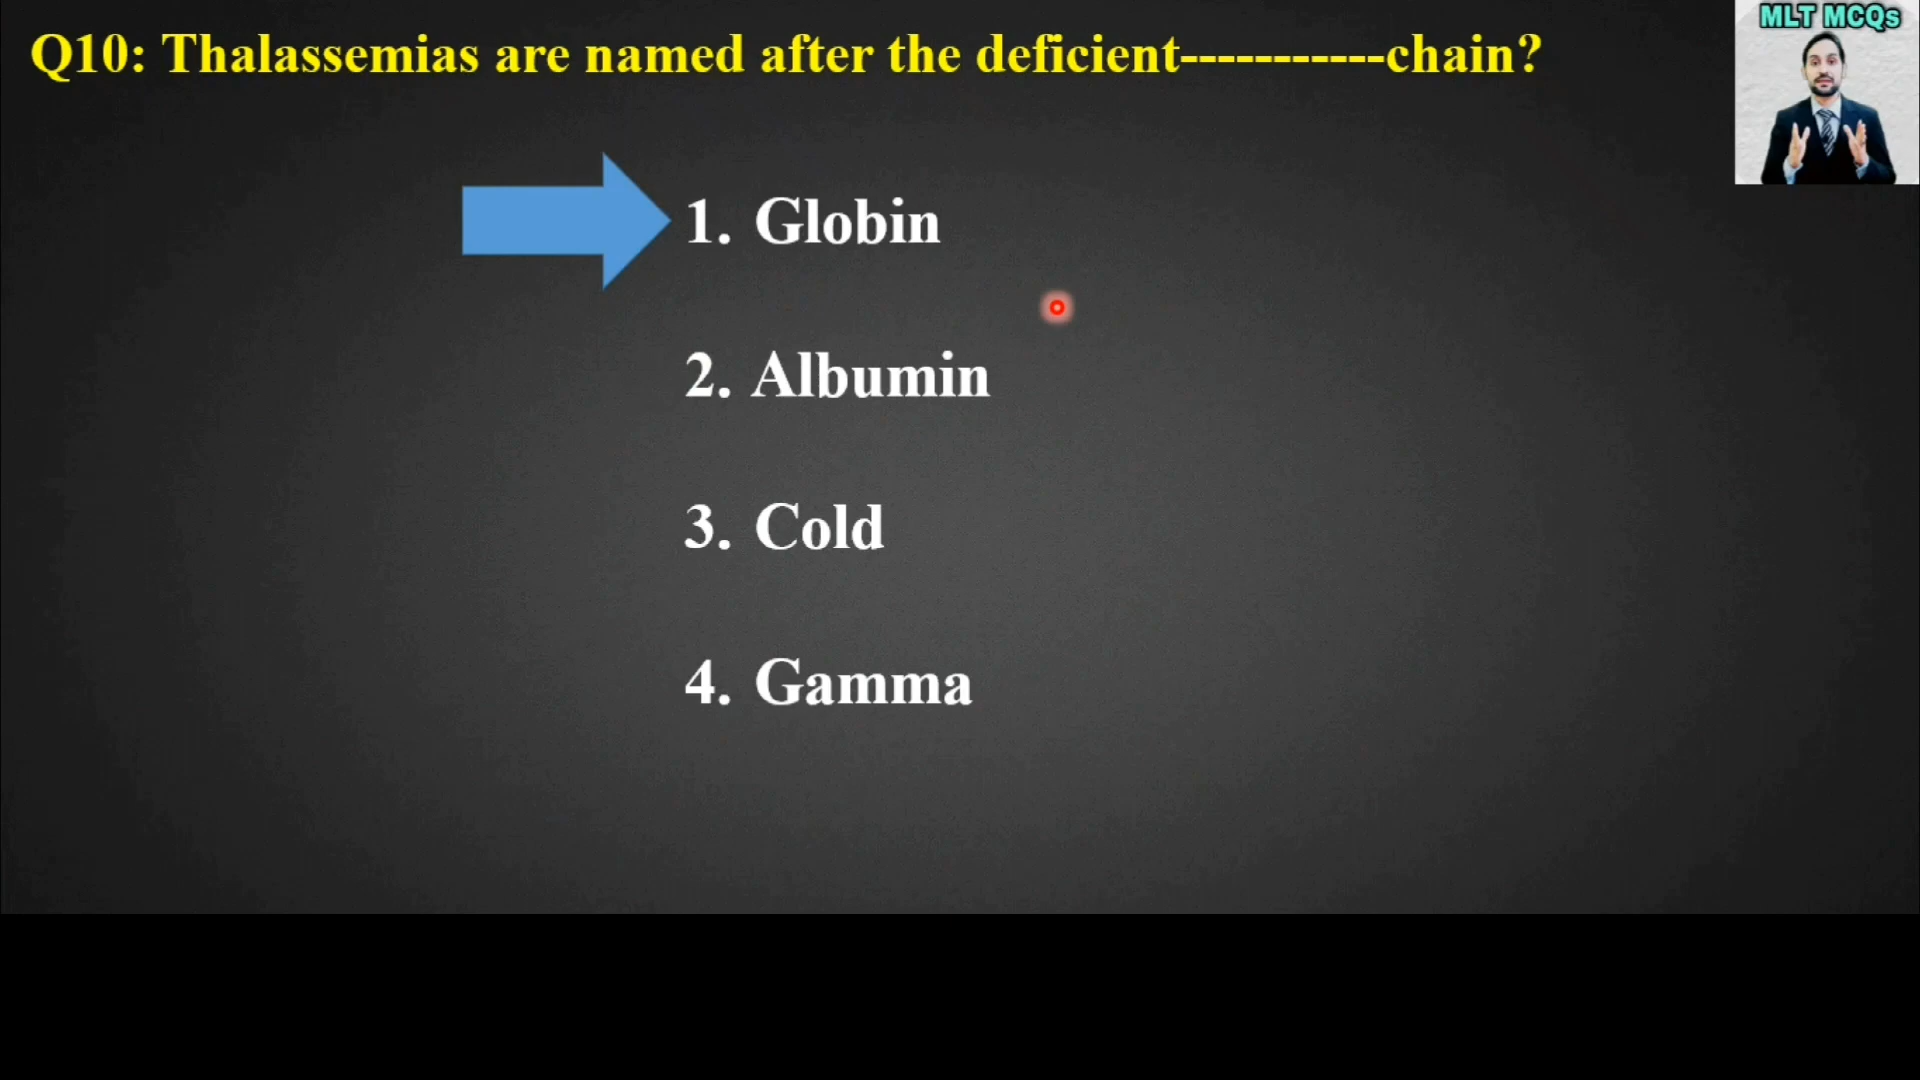 MLT MCQs
Q10: Thalassemias are named after the deficient-----------chain?
1. Globin
2. Albumin
3. Cold
4. Gamma